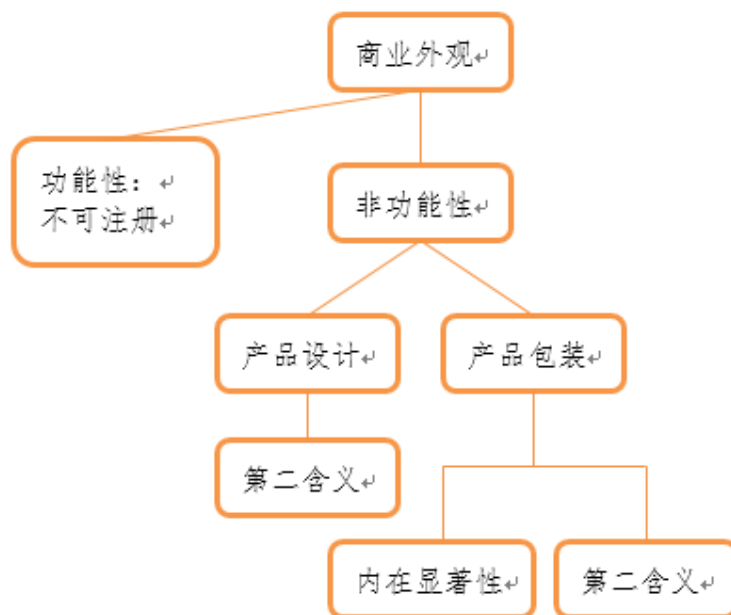 商业外观
功能性：
不可注册
非功能性
产品设计
产品包装
第二含义
内在显著性
第二含义